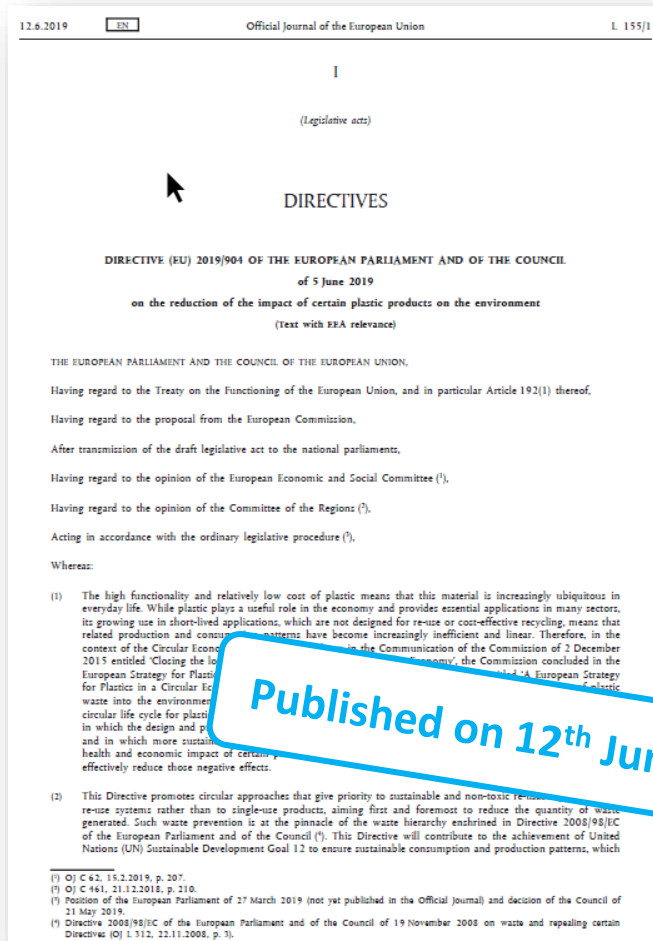 12.6.2019 EN Official Journal of the European Union L 155/1
I
(Legislative acts)
DIRECTIVES
DIRECTIVE (EU) 2019/904 OF THE EUROPEAN PARLIAMENT AND OF THE COUNCIL
of 5 June 2019
on the reduction of the impact of certain plastic products on the environment
(Text with EEA relevance)
THE EUROPEAN PARLIAMENT AND THE COUNCIL OF THE EUROPEAN UNION,
Having regard to the Treaty on the Functioning of the European Union, and in particular Article 192(1) thereof,
Having regard to the proposal from the European Commission,
After transmission of the draft legislative act to the national parliaments,
Having regard to the opinion of the European Economic and Social Committee (¹),
Having regard to the opinion of the Committee of the Regions (²),
Acting in accordance with the ordinary legislative procedure (³),
Whereas:
(1) The high functionality and relatively low cost of plastic means that this material is increasingly ubiquitous in
everyday life. While plastic plays a useful role in the economy and provides essential applications in many sectors,
its growing use in short-lived applications, which are not designed for re-use or cost-effective recycling, means that
related production and patterns have become increasingly inefficient and linear. Therefore, in the
context of the Circular in the Communication of the Commission of 2 December
2015 entitled 'Closing the the Commission concluded in the
European Strategy for 'A European Strategy
for Plastics in a Circular plastic
waste into the
circular life cycle for
in which the design and
and in which more
health and economic impact of certain
effectively reduce those negative effects.
Published on 12th Jun
(2) This Directive promotes circular approaches that give priority to sustainable and non-toxic
re-use systems rather than to single-use products, aiming first and foremost to reduce the quantity of waste
generated. Such waste prevention is at the pinnacle of the waste hierarchy enshrined in Directive 2008/98/EC
of the European Parliament and of the Council (⁴). This Directive will contribute to the achievement of United
Nations (UN) Sustainable Development Goal 12 to ensure sustainable consumption and production patterns, which
(¹) OJ C 62, 15.2.2019, p. 207.
(²) OJ C 461, 21.12.2018, p. 210.
(³) Position of the European Parliament of 27 March 2019 (not yet published in the Official Journal) and decision of the Council of
21 May 2019.
(⁴) Directive 2008/98/EC of the European Parliament and of the Council of 19 November 2008 on waste and repealing certain
Directives (OJ L 312, 22.11.2008, p. 3).